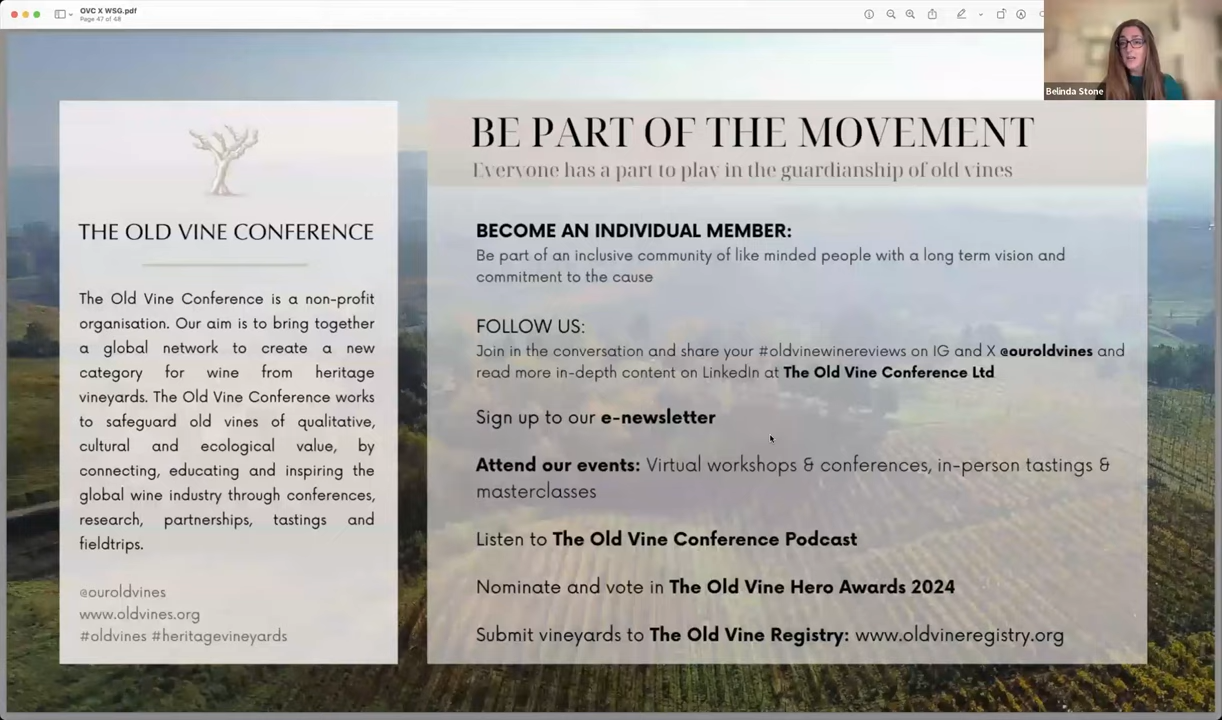 OVC X WSG.pdf
Page 47 of 48
Belinda Stone
THE OLD VINE CONFERENCE
The Old Vine Conference is a non-profit
organisation. Our aim is to bring together
a global network to create a new
category for wine from heritage
vineyards. The Old Vine Conference works
to safeguard old vines of qualitative,
cultural and ecological value, by
connecting, educating and inspiring the
global wine industry through conferences,
research, partnerships, tastings and
fieldtrips.
@ouroldvines
www.oldvines.org
#oldvines #heritagevineyards
BE PART OF THE MOVEMENT
Everyone has a part to play in the guardianship of old vines
BECOME AN INDIVIDUAL MEMBER:
Be part of an inclusive community of like minded people with a long term vision and
commitment to the cause
FOLLOW US:
Join in the conversation and share your #oldvinewinereviews on IG and X @ouroldvines and
read more in-depth content on LinkedIn at The Old Vine Conference Ltd
Sign up to our e-newsletter
Attend our events: Virtual workshops & conferences, in-person tastings &
masterclasses
Listen to The Old Vine Conference Podcast
Nominate and vote in The Old Vine Hero Awards 2024
Submit vineyards to The Old Vine Registry: www.oldvineregistry.org